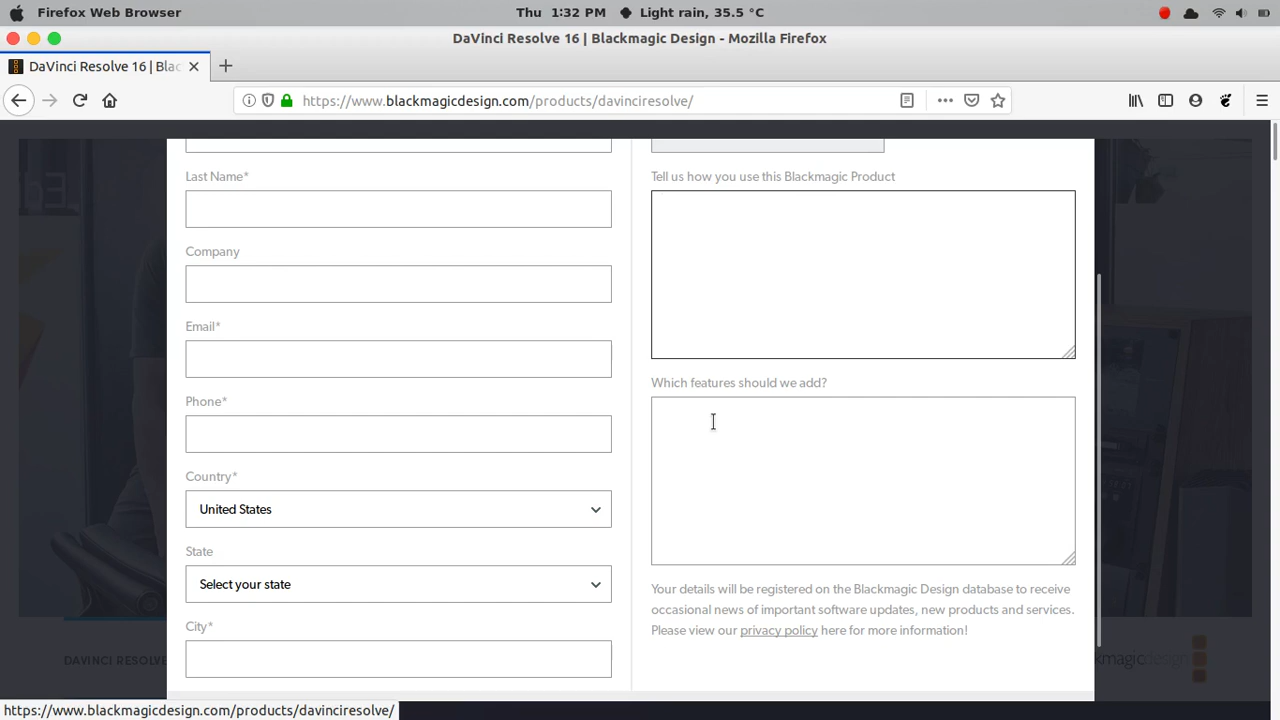 Firefox Web Browser
Thu 1:32 PM Light rain, 35.5 °C
DaVinci Resolve 16 | Blackmagic Design - Mozilla Firefox
DaVinci Resolve 16 | Blac
https://www.blackmagicdesign.com/products/davinciresolve/
Last Name*
Company
Email*
Phone*
Country*
United States
State
Select your state
City*
Tell us how you use this Blackmagic Product
Which features should we add?
Your details will be registered on the Blackmagic Design database to receive
occasional news of important software updates, new products and services.
Please view our privacy policy here for more information!
DAVINCI RESOLVE
kmagicdesign
https://www.blackmagicdesign.com/products/davinciresolve/